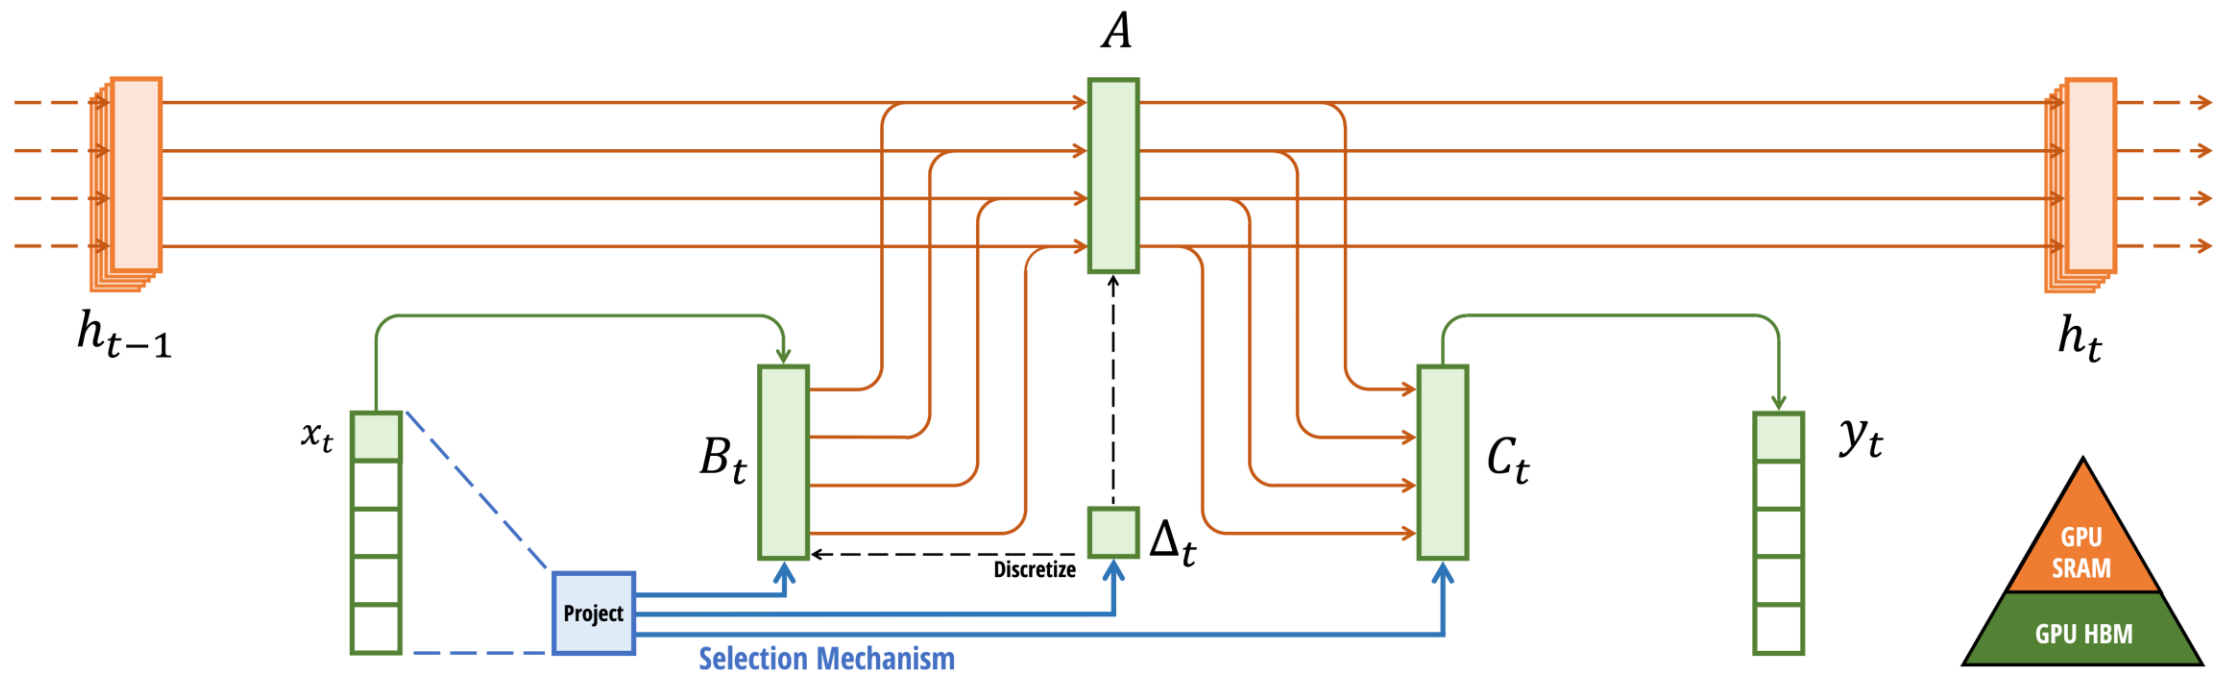 A
h_{t-1}
h_t
x_t
B_t
C_t
y_t
Δ_t
Discretize
Project
Selection Mechanism
GPU
SRAM
GPU HBM